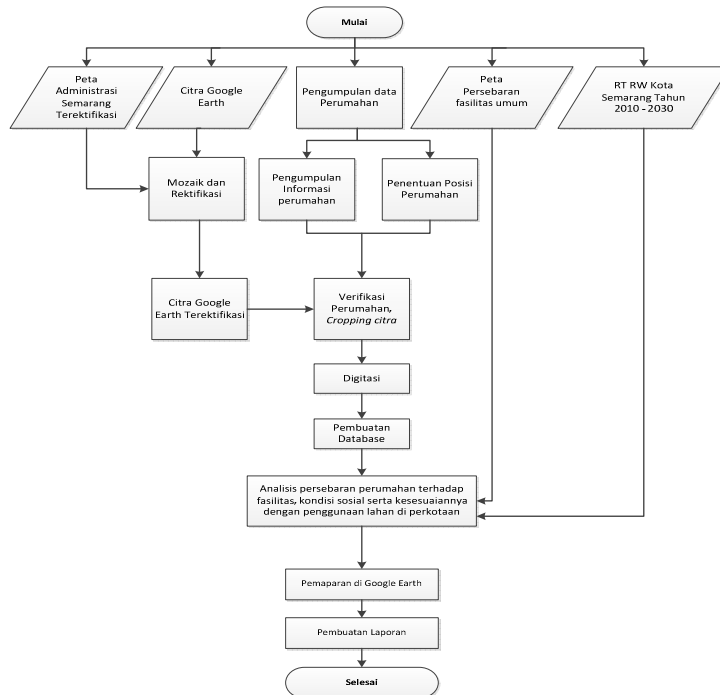 Mulai
Peta
Administrasi
Semarang
Terektifikasi
Citra Google
Earth
Pengumpulan data
Perumahan
Peta
Persebaran
fasilitas umum
RT RW Kota
Semarang Tahun
2010 - 2030
Mozaik dan
Rektifikasi
Pengumpulan
Informasi
perumahan
Penentuan Posisi
Perumahan
Citra Google
Earth Terektifikasi
Verifikasi
Perumahan,
Cropping citra
Digitasi
Pembuatan
Database
Analisis persebaran perumahan terhadap
fasilitas, kondisi sosial serta kesesuaiannya
dengan penggunaan lahan di perkotaan
Pemaparan di Google Earth
Pembuatan Laporan
Selesai